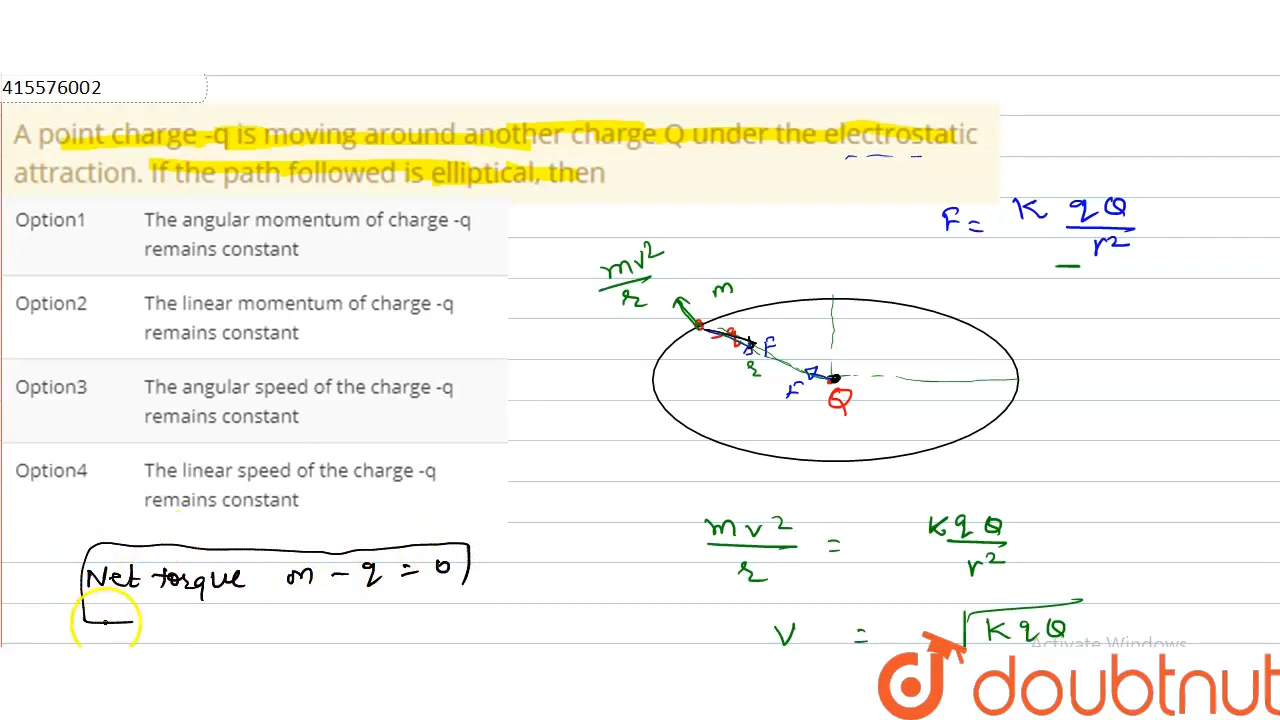 415576002
A point charge -q is moving around another charge Q under the electrostatic
attraction. If the path followed is elliptical, then
Option1 The angular momentum of charge -q
remains constant
Option2 The linear momentum of charge -q
remains constant
Option3 The angular speed of the charge -q
remains constant
Option4 The linear speed of the charge -q
remains constant
F = K qQ
r²
mv²
r
m
-q
F
r
F
Q
mv² = KqQ
r r²
Net torque on -q = 0
v = √KqQ
Activate Windows
doubtnut